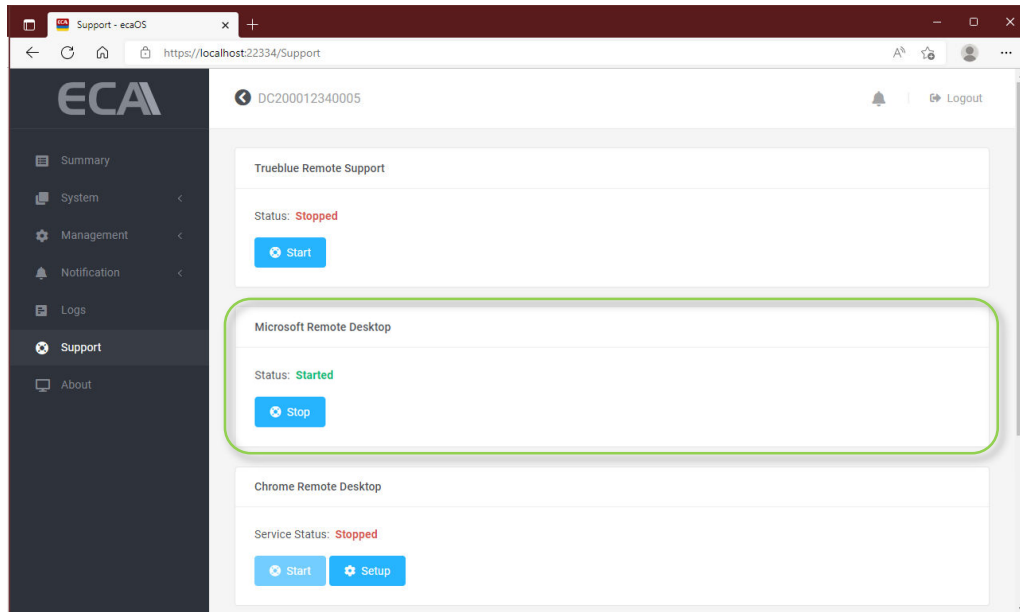 Support - ecaOS
https://localhost:22334/Support
ECA
DC200012340005
Logout
Summary
System
Management
Notification
Logs
Support
About
Trueblue Remote Support
Status: Stopped
Start
Microsoft Remote Desktop
Status: Started
Stop
Chrome Remote Desktop
Service Status: Stopped
Start
Setup